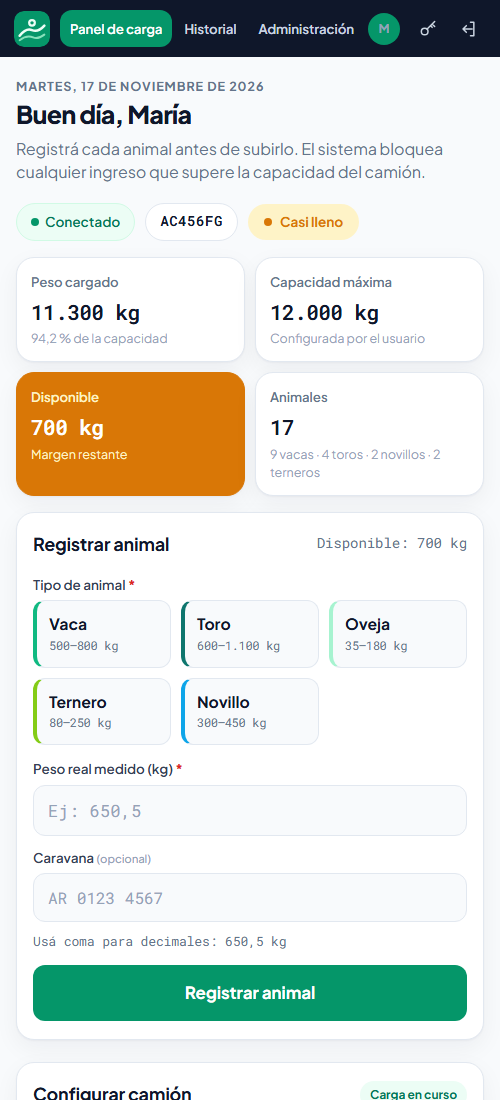 Panel de carga Historial Administración M
MARTES, 17 DE NOVIEMBRE DE 2026
Buen día, María
Registrá cada animal antes de subirlo. El sistema bloquea
cualquier ingreso que supere la capacidad del camión.
Conectado AC456FG Casi lleno
Peso cargado
11.300 kg
94,2 % de la capacidad
Capacidad máxima
12.000 kg
Configurada por el usuario
Disponible
700 kg
Margen restante
Animales
17
9 vacas · 4 toros · 2 novillos · 2
terneros
Registrar animal Disponible: 700 kg
Tipo de animal *
Vaca
500–800 kg
Toro
600–1.100 kg
Oveja
35–180 kg
Ternero
80–250 kg
Novillo
300–450 kg
Peso real medido (kg) *
Ej: 650,5
Caravana (opcional)
AR 0123 4567
Usá coma para decimales: 650,5 kg
Registrar animal
Configurar camión Carga en curso